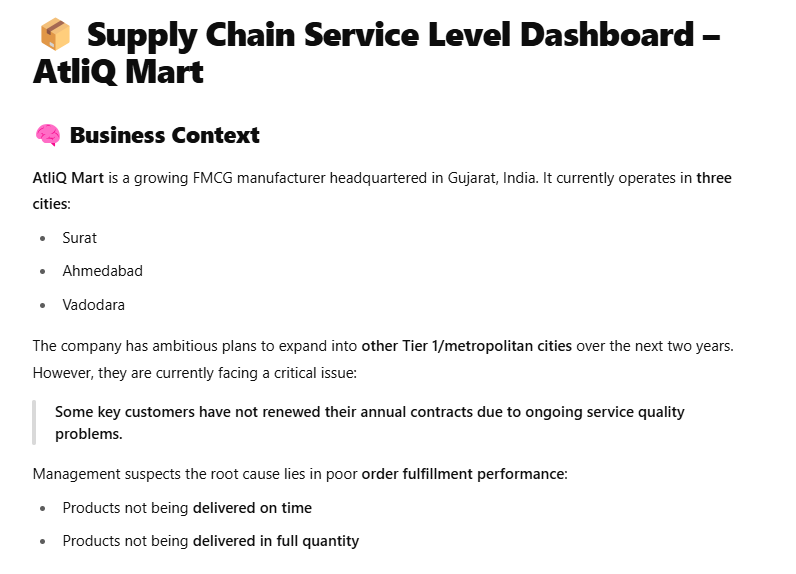 📦 Supply Chain Service Level Dashboard –
AtliQ Mart
🧠 Business Context
AtliQ Mart is a growing FMCG manufacturer headquartered in Gujarat, India. It currently operates in three
cities:
• Surat
• Ahmedabad
• Vadodara
The company has ambitious plans to expand into other Tier 1/metropolitan cities over the next two years.
However, they are currently facing a critical issue:
Some key customers have not renewed their annual contracts due to ongoing service quality
problems.
Management suspects the root cause lies in poor order fulfillment performance:
• Products not being delivered on time
• Products not being delivered in full quantity